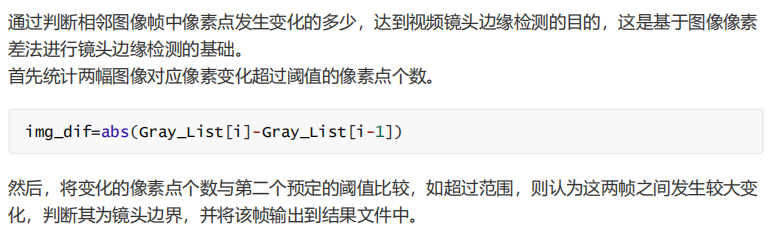 通过判断相邻图像帧中像素点发生变化的多少，达到视频镜头边缘检测的目的，这是基于图像像素
差法进行镜头边缘检测的基础。
首先统计两幅图像对应像素变化超过阈值的像素点个数。
img_dif=abs(Gray_List[i]-Gray_List[i-1])
然后，将变化的像素点个数与第二个预定的阈值比较，如超过范围，则认为这两帧之间发生较大变
化，判断其为镜头边界，并将该帧输出到结果文件中。